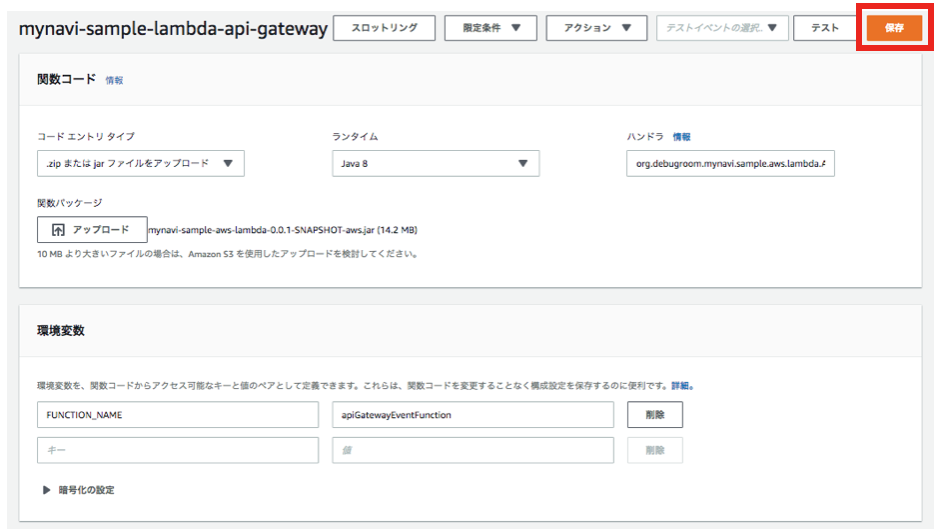 mynavi-sample-lambda-api-gateway スロットリング 限定条件 アクション テストイベントの選択.. テスト 保存
関数コード 情報
コード エントリ タイプ ランタイム ハンドラ 情報
.zip または jar ファイルをアップロード Java 8 org.debugroom.mynavi.sample.aws.lambda.A
関数パッケージ
アップロード mynavi-sample-aws-lambda-0.0.1-SNAPSHOT-aws.jar (14.2 MB)
10 MB より大きいファイルの場合は、Amazon S3 を使用したアップロードを検討してください。
環境変数
環境変数を、関数コードからアクセス可能なキーと値のペアとして定義できます。これらは、関数コードを変更することなく構成設定を保存するのに便利です。詳細。
FUNCTION_NAME apiGatewayEventFunction 削除
キー 値 削除
暗号化の設定